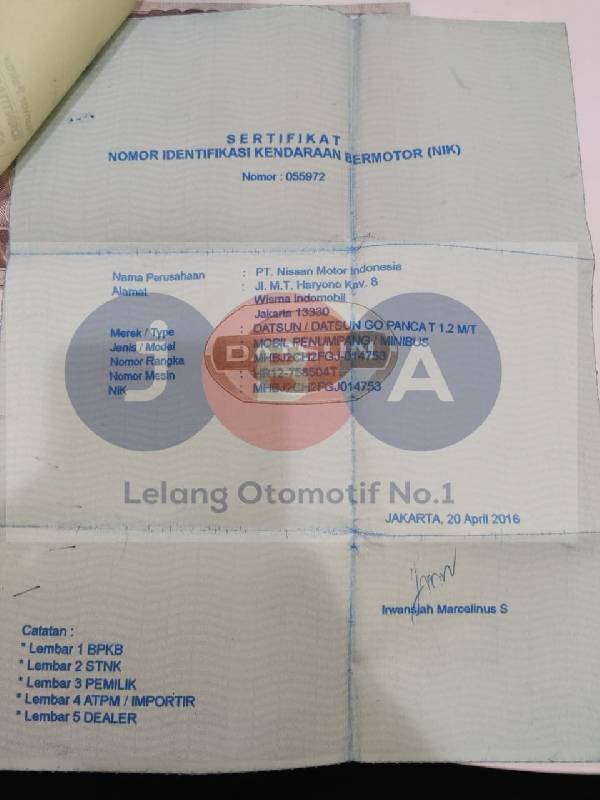 SERTIFIKAT
NOMOR IDENTIFIKASI KENDARAAN BERMOTOR (NIK)
Nomor : 055972
Nama Perusahaan : PT. Nissan Motor Indonesia
Alamat : Jl. M.T. Haryono Kav. 8
Wisma Indomobil
Jakarta 13330
Merek / Type : DATSUN / DATSUN GO PANCA T 1.2 M/T
Jenis / Model : MOBIL PENUMPANG / MINIBUS
Nomor Rangka : MHBJ2CH2FGJ-014753
Nomor Mesin : HR12-758504T
NIK : MHBJ2CH2FGJ014753
DATSUN
J A
Lelang Otomotif No.1
JAKARTA, 20 April 2016
Irwansjah Marcelinus S
Catatan :
* Lembar 1 BPKB
* Lembar 2 STNK
* Lembar 3 PEMILIK
* Lembar 4 ATPM / IMPORTIR
* Lembar 5 DEALER